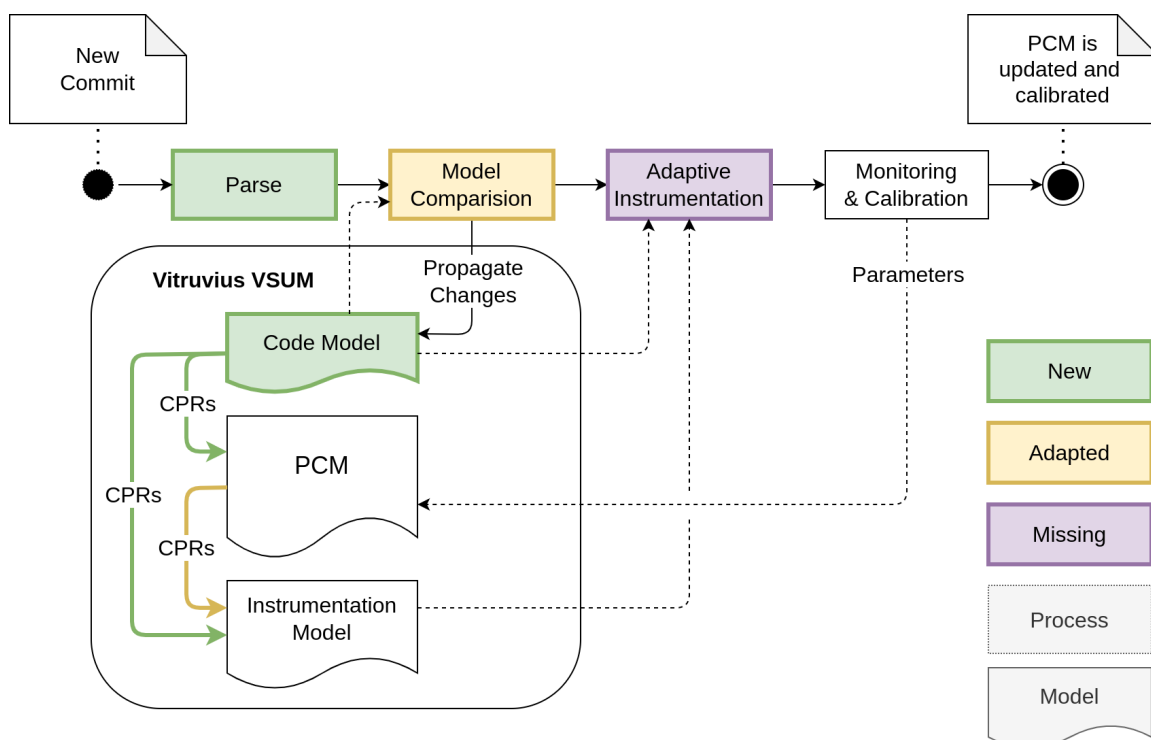 New
Commit
PCM is
updated and
calibrated
Parse
Model
Comparision
Adaptive
Instrumentation
Monitoring
& Calibration
Vitruvius VSUM
Propagate
Changes
Parameters
Code Model
CPRs
PCM
CPRs
CPRs
Instrumentation
Model
New
Adapted
Missing
Process
Model